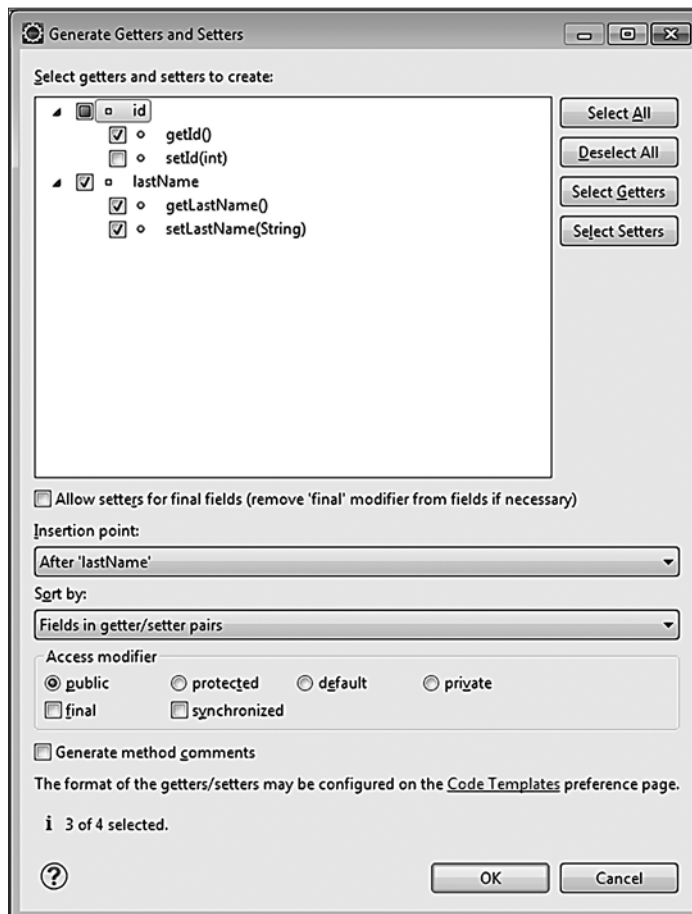 Generate Getters and Setters
Select getters and setters to create:
id
getId()
setId(int)
lastName
getLastName()
setLastName(String)
Select All
Deselect All
Select Getters
Select Setters
Allow setters for final fields (remove 'final' modifier from fields if necessary)
Insertion point:
After 'lastName'
Sort by:
Fields in getter/setter pairs
Access modifier
public protected default private
final synchronized
Generate method comments
The format of the getters/setters may be configured on the Code Templates preference page.
i 3 of 4 selected.
? OK Cancel